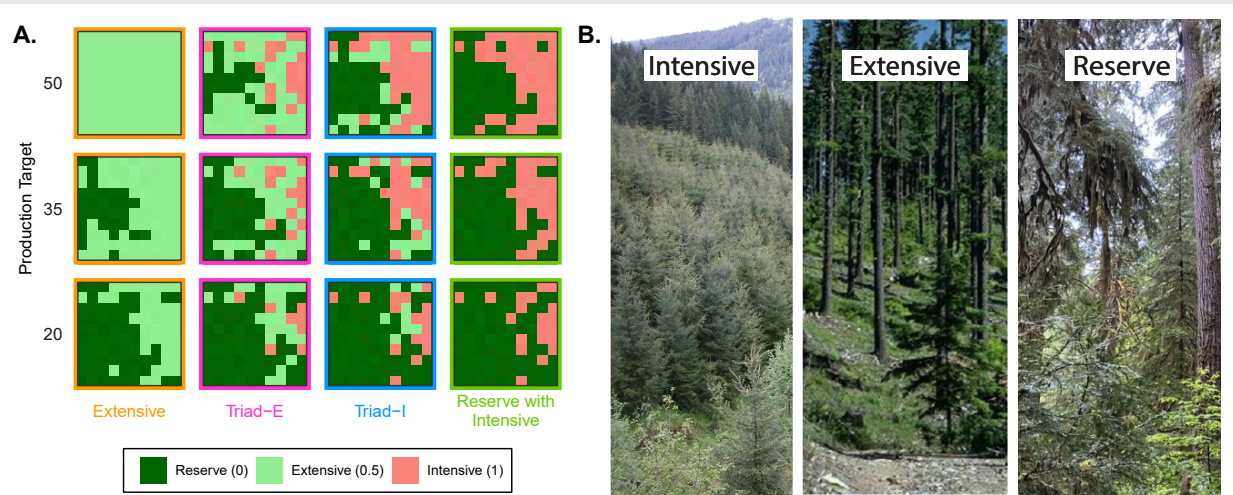 A.
50
35
20
Production Target
Extensive
Triad−E
Triad−I
Reserve with
Intensive
Reserve (0)
Extensive (0.5)
Intensive (1)
B.
Intensive
Extensive
Reserve